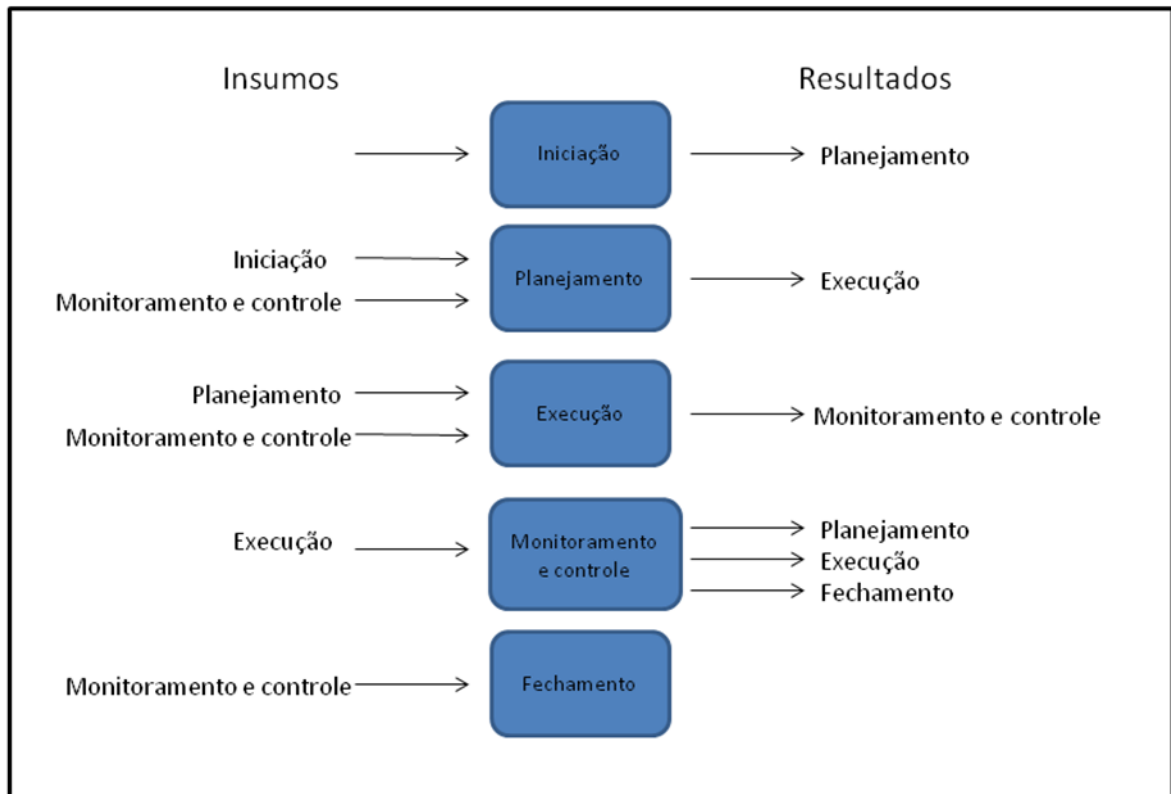 Insumos
Resultados
Iniciação
Planejamento
Iniciação
Monitoramento e controle
Planejamento
Execução
Planejamento
Monitoramento e controle
Execução
Monitoramento e controle
Execução
Monitoramento
e controle
Planejamento
Execução
Fechamento
Monitoramento e controle
Fechamento